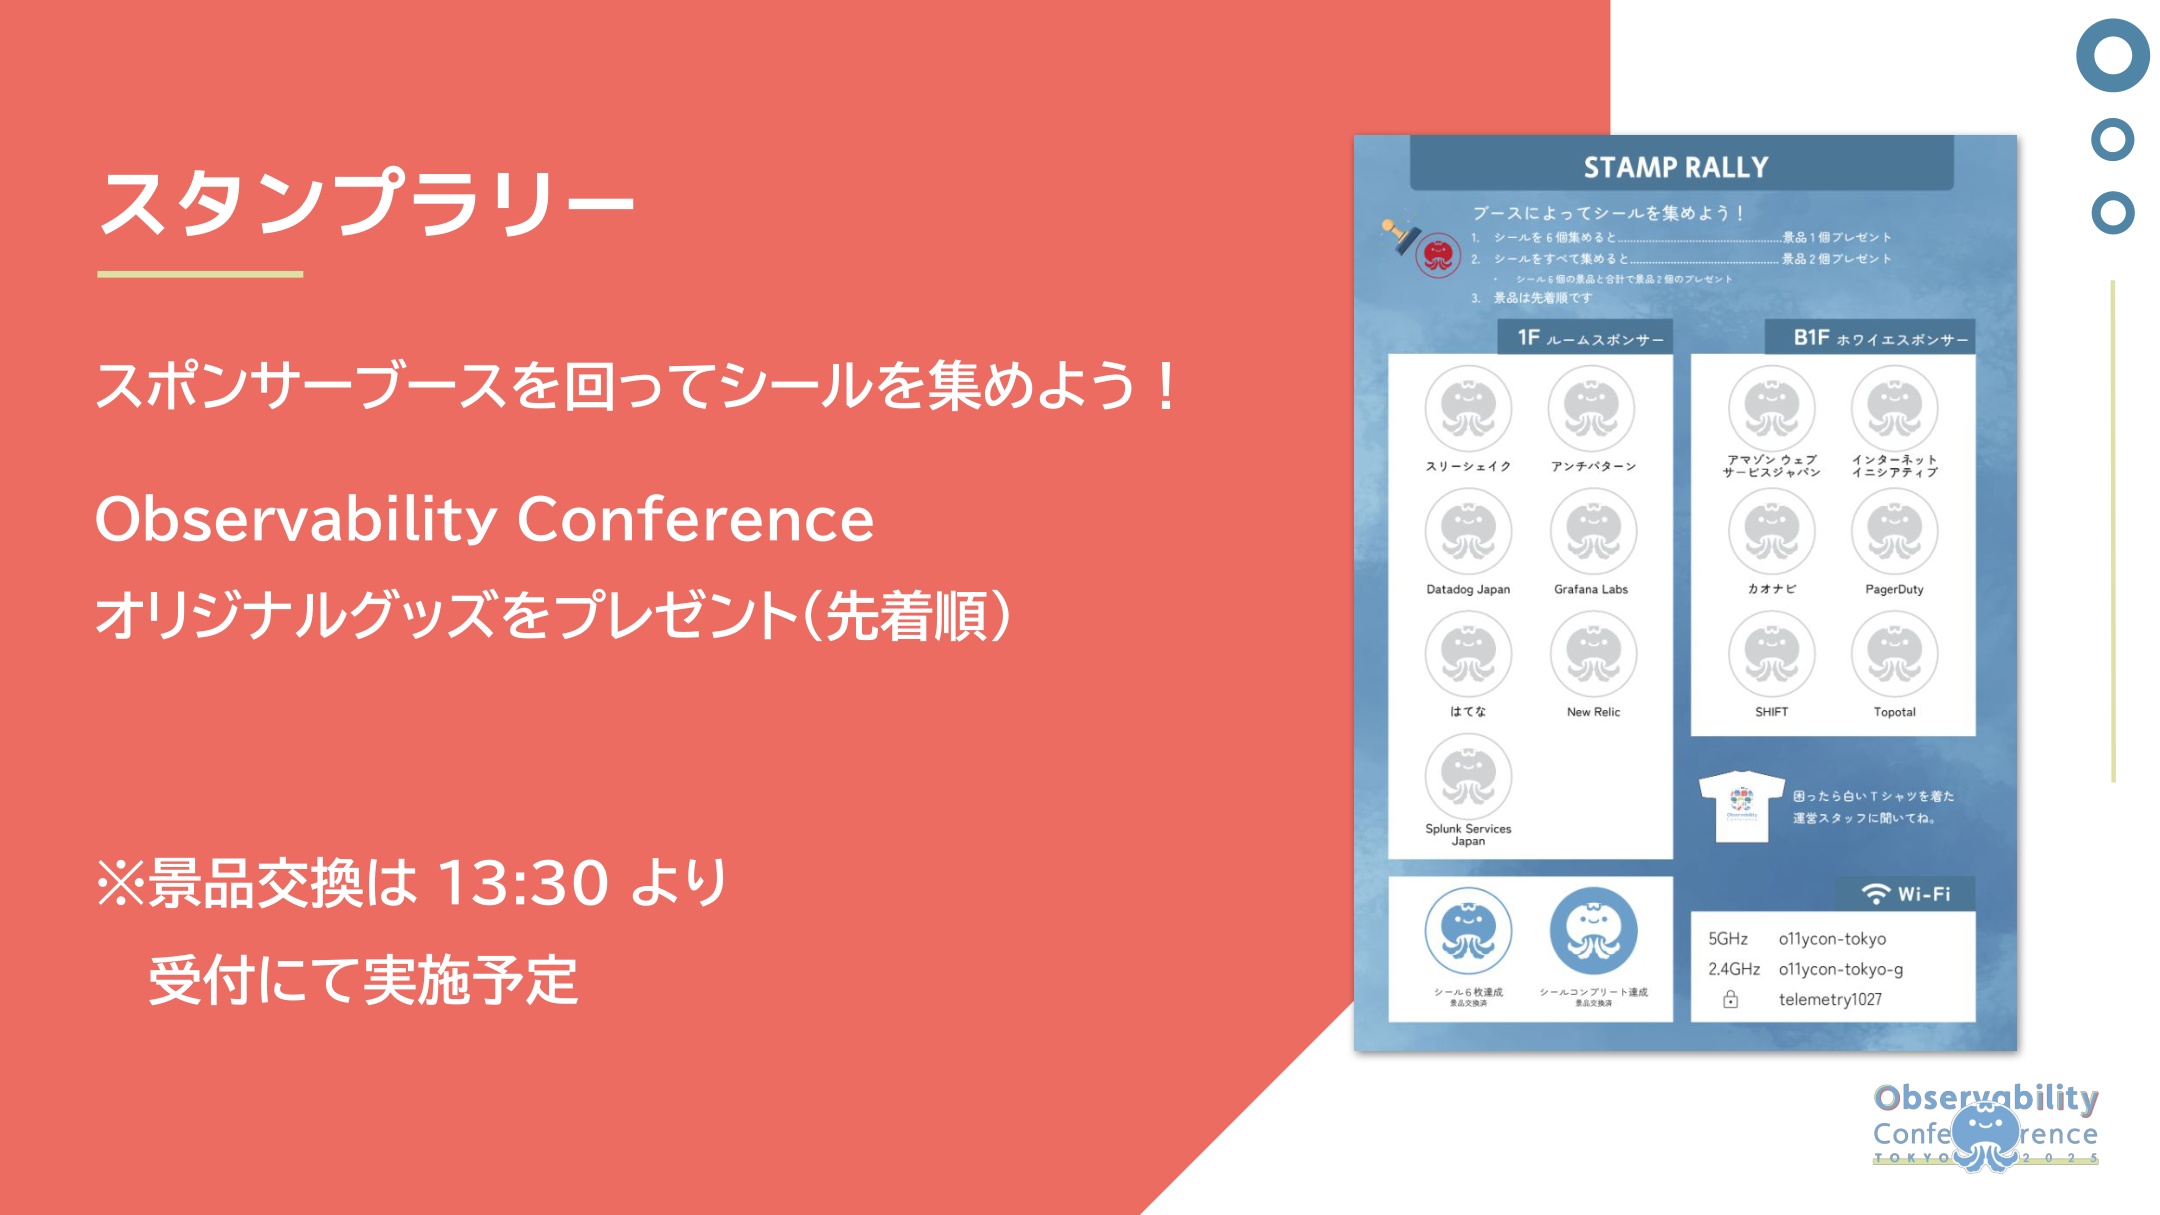 スタンプラリー
スポンサーブースを回ってシールを集めよう！
Observability Conference
オリジナルグッズをプレゼント（先着順）
※景品交換は 13:30 より
受付にて実施予定
STAMP RALLY
ブースによってシールを集めよう！
1. シールを6個集めると...景品1個プレゼント
2. シールをすべて集めると...景品2個プレゼント
・ シール6個の景品と合計で景品2個のプレゼント
3. 景品は先着順です
1F ルームスポンサー
スリーシェイク アンチパターン
Datadog Japan Grafana Labs
はてな New Relic
Splunk Services
Japan
B1F ホワイエスポンサー
アマゾン ウェブ
サービスジャパン
インターネット
イニシアティブ
カオナビ PagerDuty
SHIFT Topotal
困ったら白いTシャツを着た
運営スタッフに聞いてね。
シール6枚達成
景品交換済
シールコンプリート達成
景品交換済
Wi-Fi
5GHz o11ycon-tokyo
2.4GHz o11ycon-tokyo-g
telemetry1027
Observability
Conference
TOKYO 2025